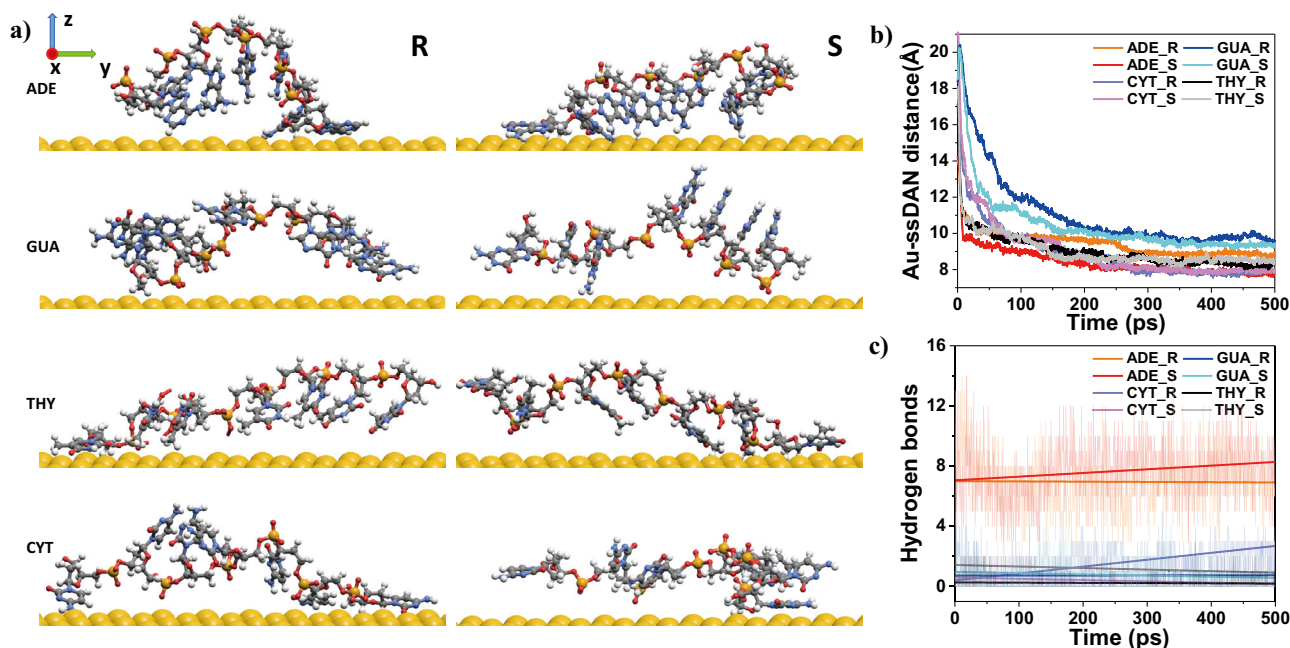 a)
z
x
y
R
S
ADE
GUA
THY
CYT
b)
Au-ssDAN distance(Å)
20
18
16
14
12
10
8
ADE_R GUA_R
ADE_S GUA_S
CYT_R THY_R
CYT_S THY_S
0 100 200 300 400 500
Time (ps)
c)
Hydrogen bonds
16
12
8
4
0
ADE_R GUA_R
ADE_S GUA_S
CYT_R THY_R
CYT_S THY_S
0 100 200 300 400 500
Time (ps)